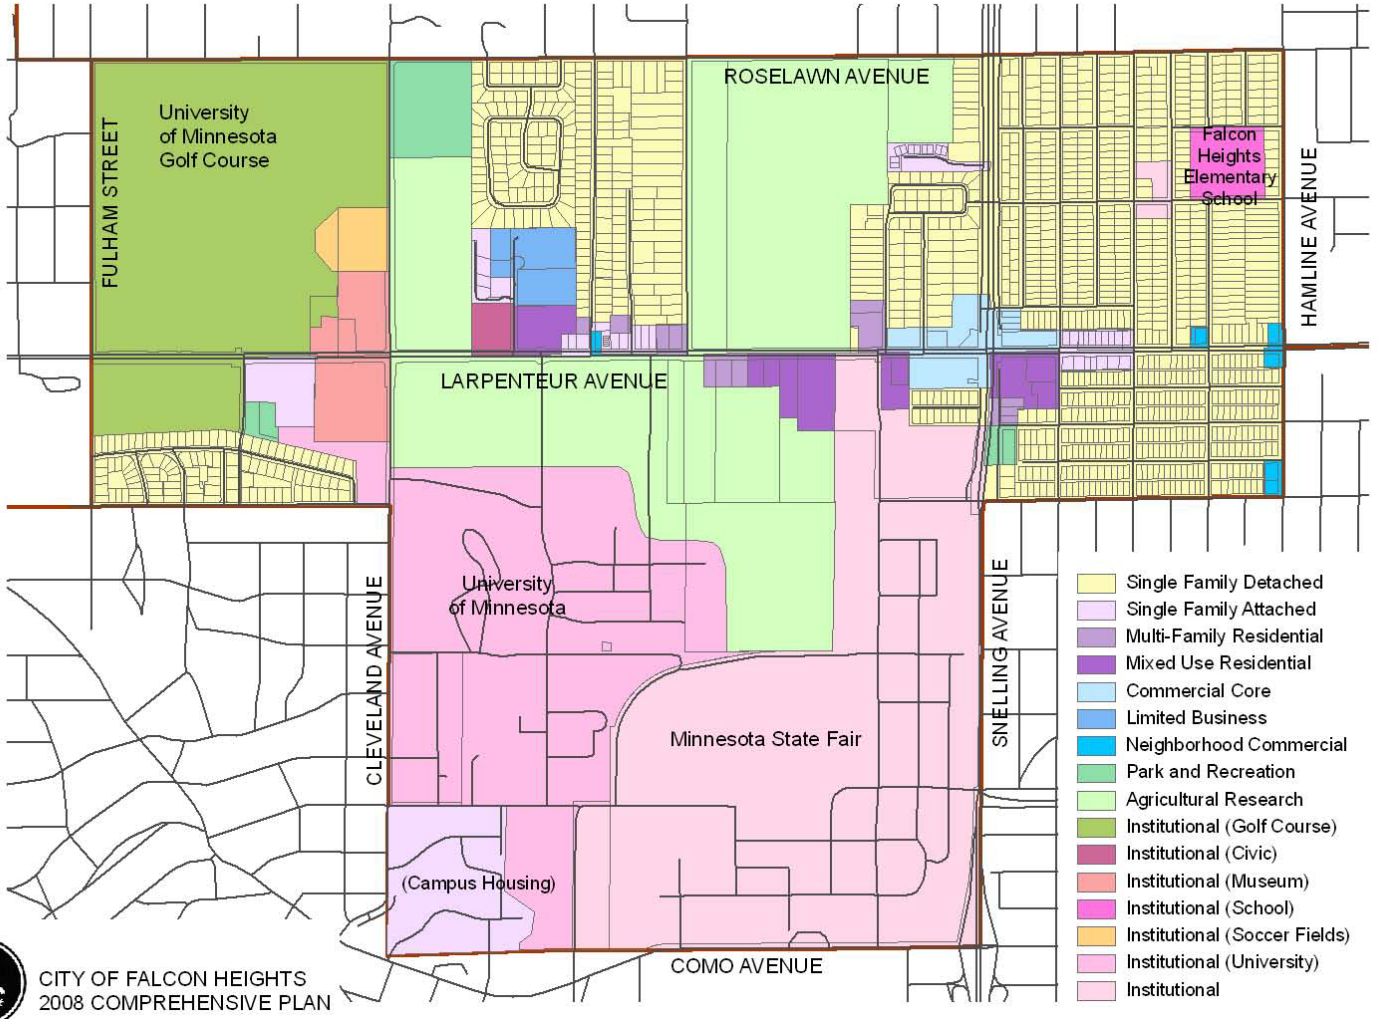 ROSELAWN AVENUE
University
of Minnesota
Golf Course
FULHAM STREET
Falcon
Heights
Elementary
School
HAMLINE AVENUE
LARPENTEUR AVENUE
University
of Minnesota
CLEVELAND AVENUE
SNELLING AVENUE
Minnesota State Fair
(Campus Housing)
COMO AVENUE
Single Family Detached
Single Family Attached
Multi-Family Residential
Mixed Use Residential
Commercial Core
Limited Business
Neighborhood Commercial
Park and Recreation
Agricultural Research
Institutional (Golf Course)
Institutional (Civic)
Institutional (Museum)
Institutional (School)
Institutional (Soccer Fields)
Institutional (University)
Institutional
CITY OF FALCON HEIGHTS
2008 COMPREHENSIVE PLAN